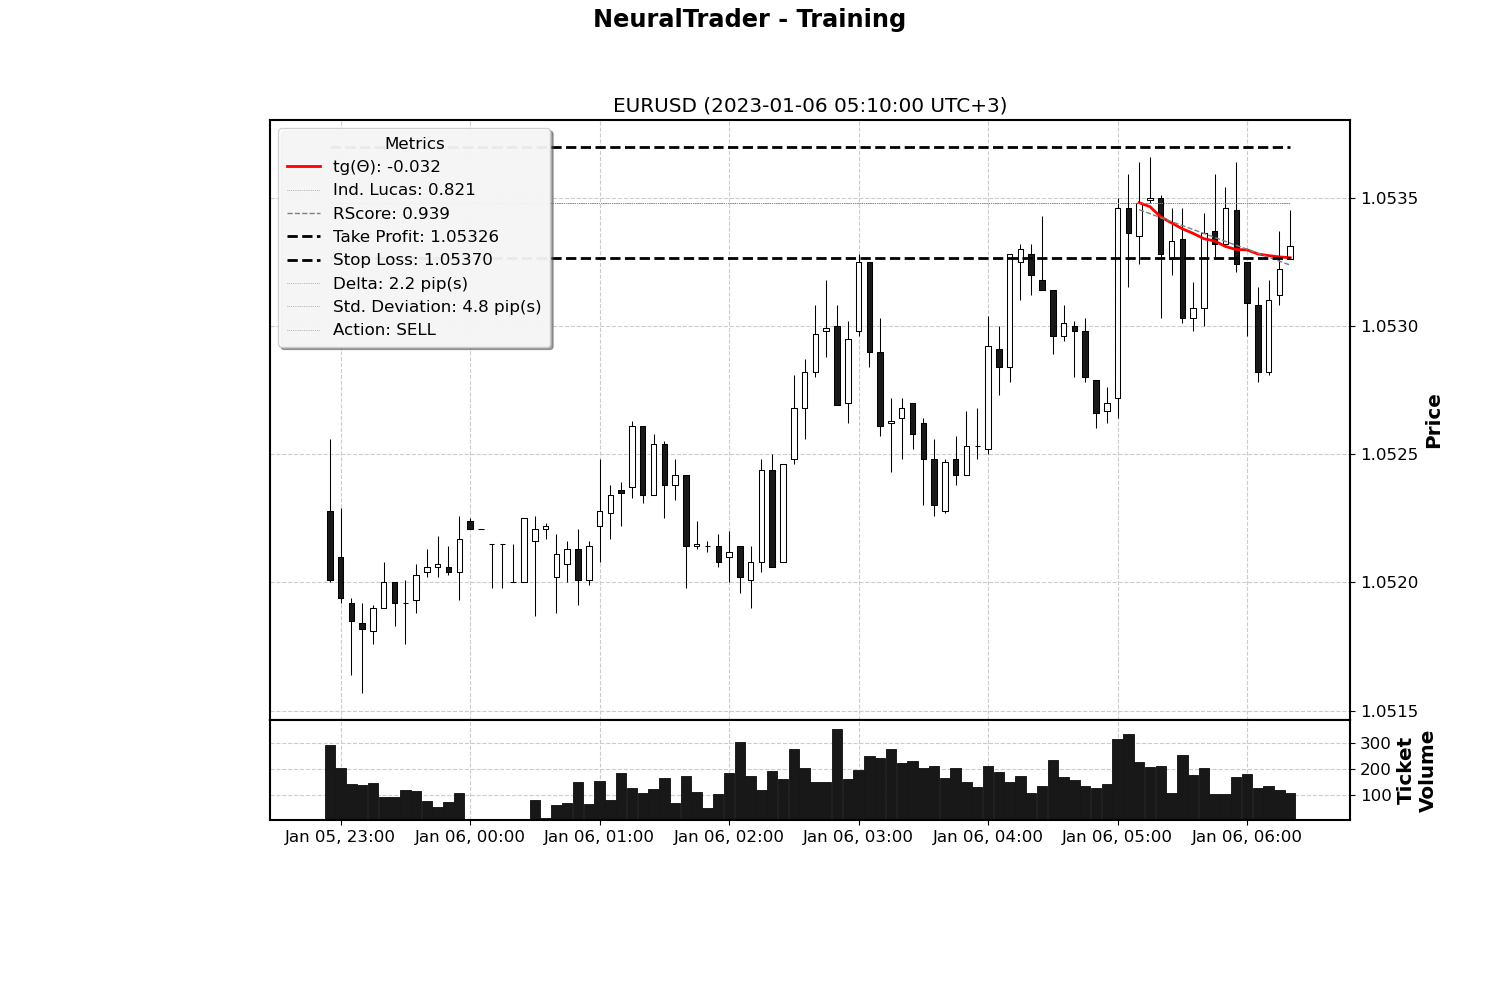 NeuralTrader - Training
EURUSD (2023-01-06 05:10:00 UTC+3)
Metrics
tg(Θ): -0.032
Ind. Lucas: 0.821
RScore: 0.939
Take Profit: 1.05326
Stop Loss: 1.05370
Delta: 2.2 pip(s)
Std. Deviation: 4.8 pip(s)
Action: SELL
1.0535
1.0530
1.0525
1.0520
1.0515
Price
300
200
100
Ticket
Volume
Jan 05, 23:00 Jan 06, 00:00 Jan 06, 01:00 Jan 06, 02:00 Jan 06, 03:00 Jan 06, 04:00 Jan 06, 05:00 Jan 06, 06:00